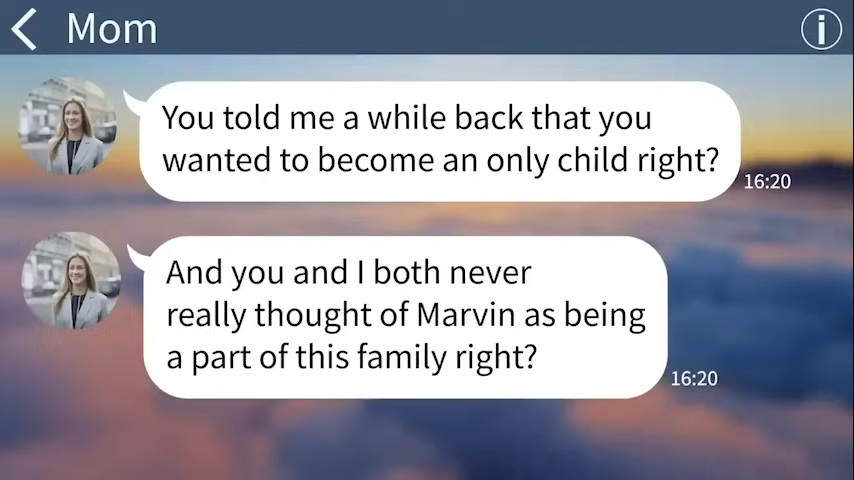 Mom
You told me a while back that you
wanted to become an only child right?
16:20
And you and I both never
really thought of Marvin as being
a part of this family right?
16:20